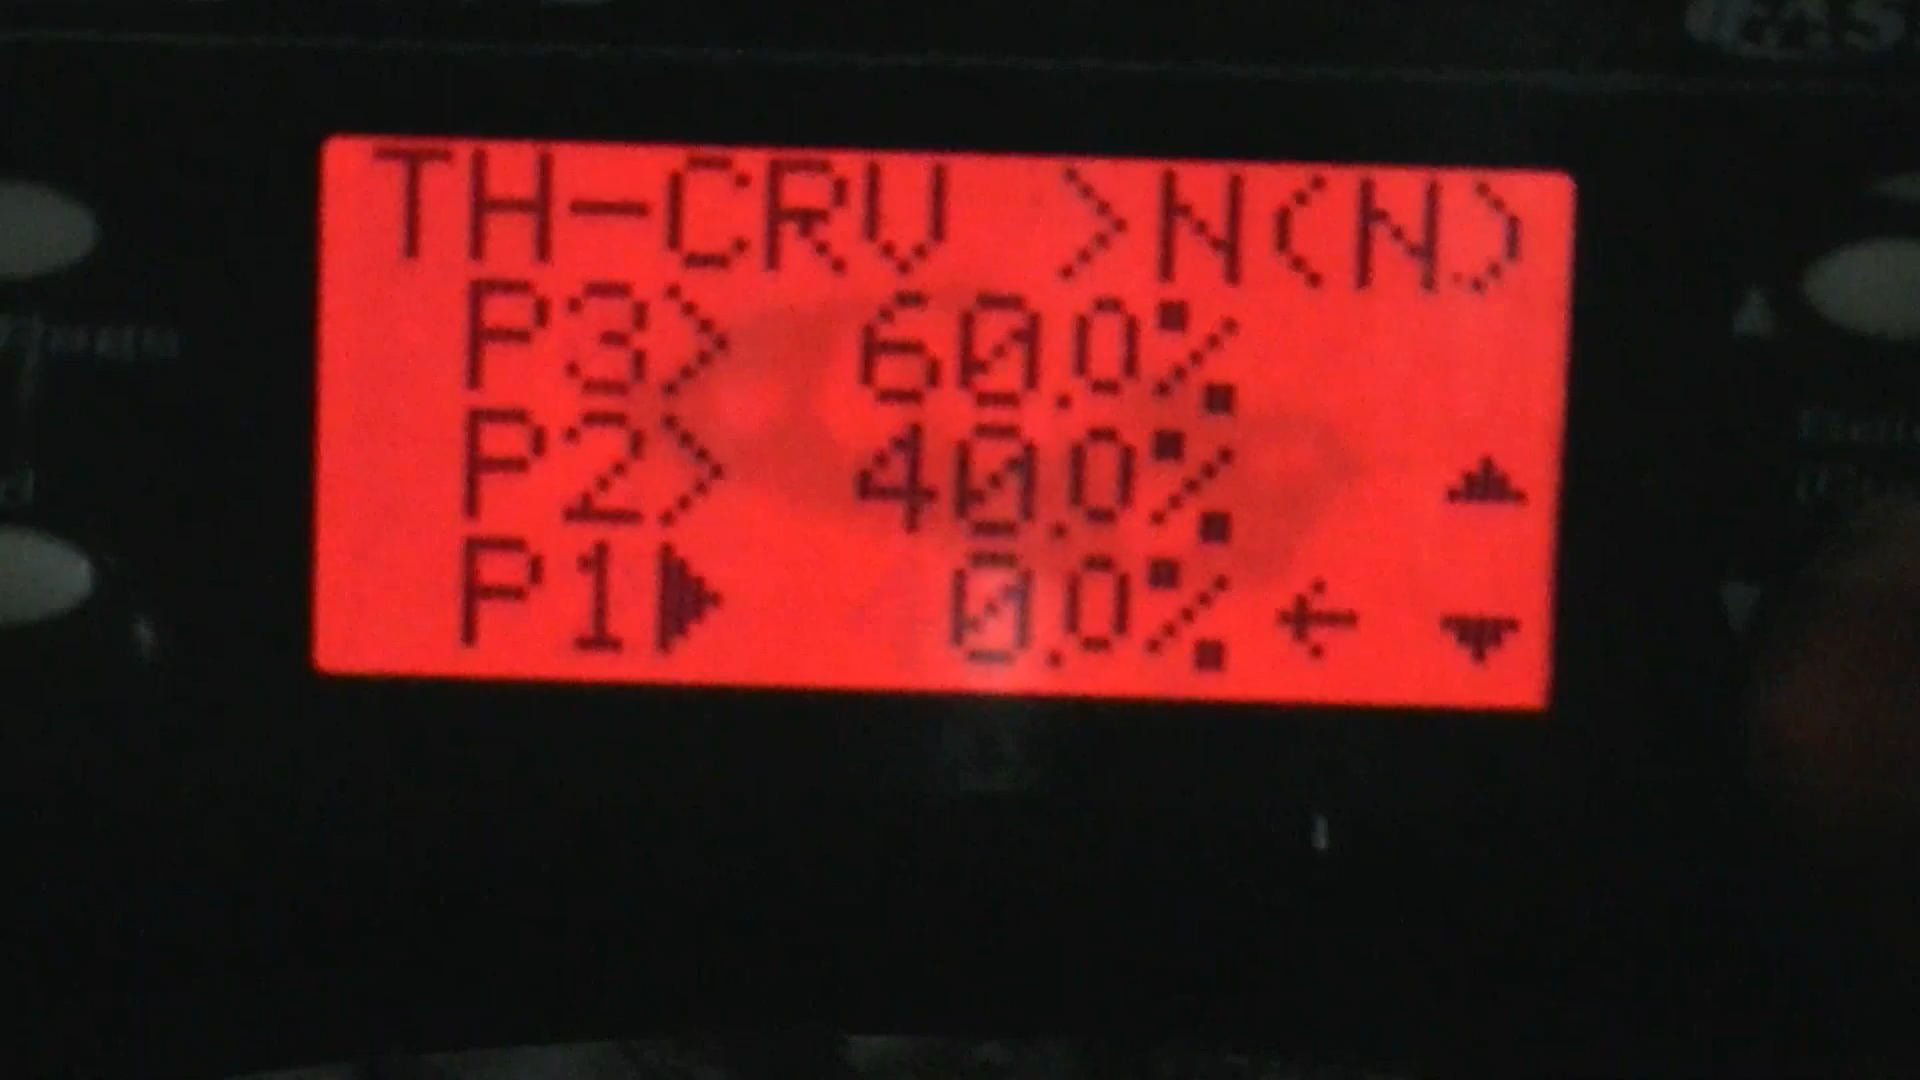 TH-CRV >N(N)
P3> 60.0%
P2> 40.0% ▲
P1▶ 0.0% ← ▼